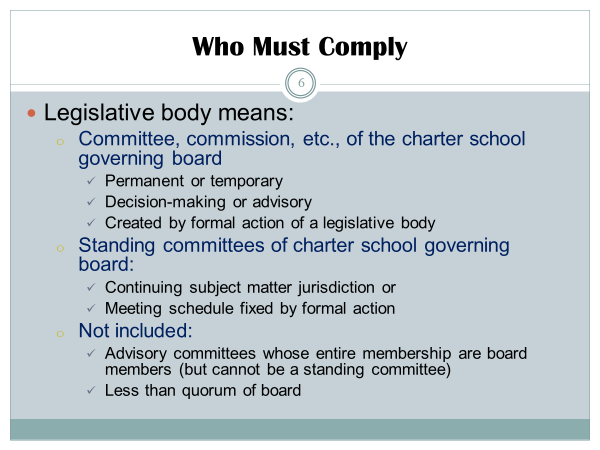 Who Must Comply
6
Legislative body means:
Committee, commission, etc., of the charter school
governing board
Permanent or temporary
Decision-making or advisory
Created by formal action of a legislative body
Standing committees of charter school governing
board:
Continuing subject matter jurisdiction or
Meeting schedule fixed by formal action
Not included:
Advisory committees whose entire membership are board
members (but cannot be a standing committee)
Less than quorum of board